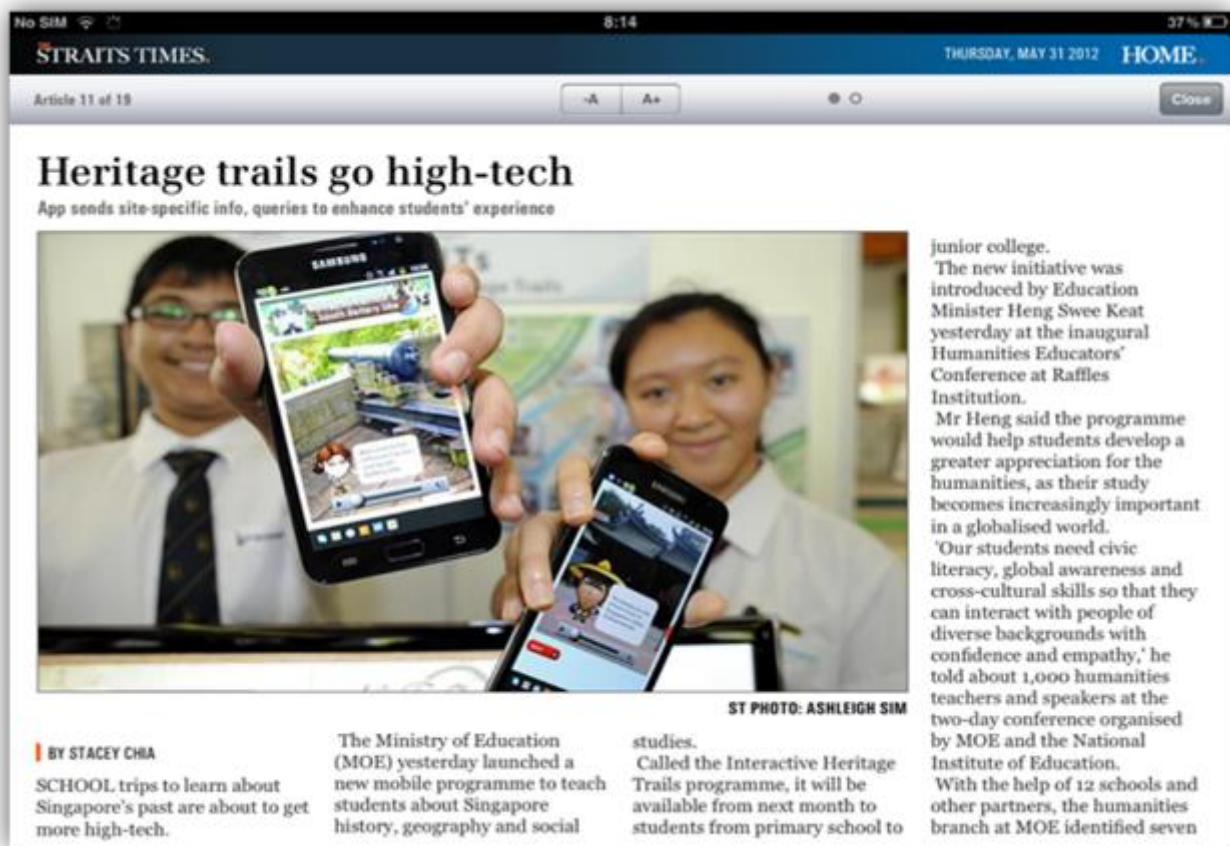 No SIM
8:14
37%
THE
STRAITS TIMES.
THURSDAY, MAY 31 2012
HOME.
Article 11 of 19
-A
A+
Close
Heritage trails go high-tech
App sends site-specific info, queries to enhance students' experience
SAMSUNG
Trails
SAMSUNG
ST PHOTO: ASHLEIGH SIM
BY STACEY CHIA
SCHOOL trips to learn about
Singapore's past are about to get
more high-tech.
The Ministry of Education
(MOE) yesterday launched a
new mobile programme to teach
students about Singapore
history, geography and social
studies.
Called the Interactive Heritage
Trails programme, it will be
available from next month to
students from primary school to
junior college.
The new initiative was
introduced by Education
Minister Heng Swee Keat
yesterday at the inaugural
Humanities Educators'
Conference at Raffles
Institution.
Mr Heng said the programme
would help students develop a
greater appreciation for the
humanities, as their study
becomes increasingly important
in a globalised world.
'Our students need civic
literacy, global awareness and
cross-cultural skills so that they
can interact with people of
diverse backgrounds with
confidence and empathy,' he
told about 1,000 humanities
teachers and speakers at the
two-day conference organised
by MOE and the National
Institute of Education.
With the help of 12 schools and
other partners, the humanities
branch at MOE identified seven